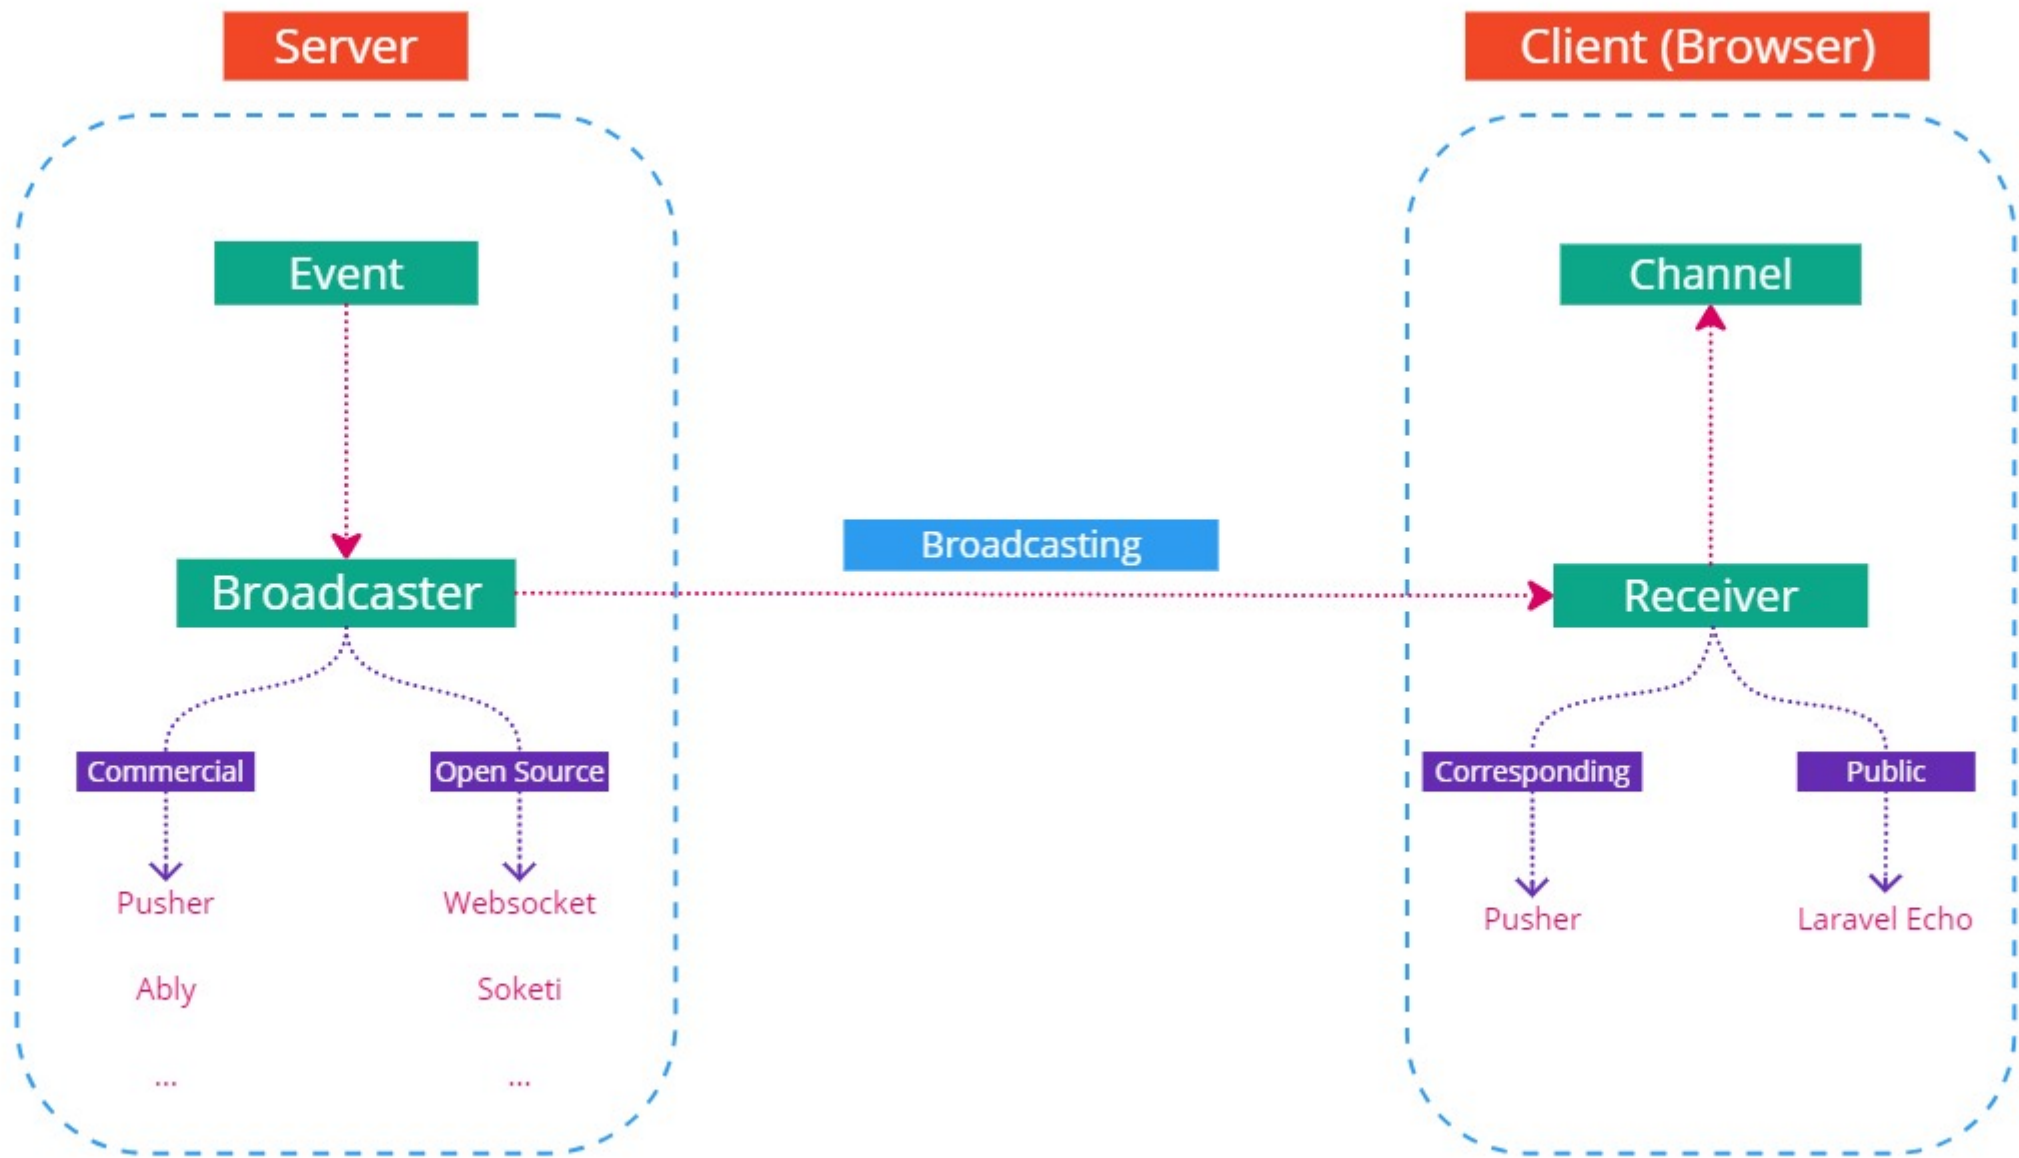 Server
Client (Browser)
Event
Channel
Broadcasting
Broadcaster
Receiver
Commercial
Open Source
Corresponding
Public
Pusher
Websocket
Pusher
Laravel Echo
Ably
Soketi
...
...